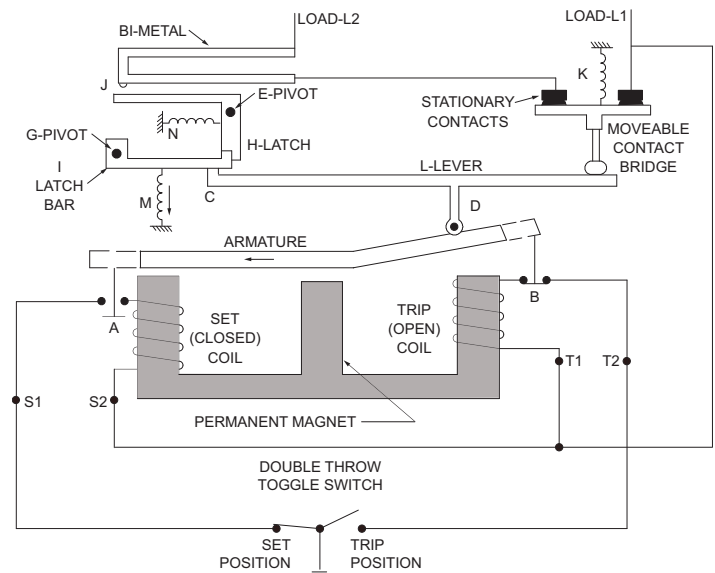 LOAD-L2
LOAD-L1
BI-METAL
K
J
E-PIVOT
STATIONARY
CONTACTS
N
G-PIVOT
H-LATCH
MOVEABLE
CONTACT
BRIDGE
I
LATCH
BAR
L-LEVER
M
C
D
ARMATURE
A
B
SET
(CLOSED)
COIL
TRIP
(OPEN)
COIL
T1
T2
S1
S2
PERMANENT MAGNET
DOUBLE THROW
TOGGLE SWITCH
SET
POSITION
TRIP
POSITION